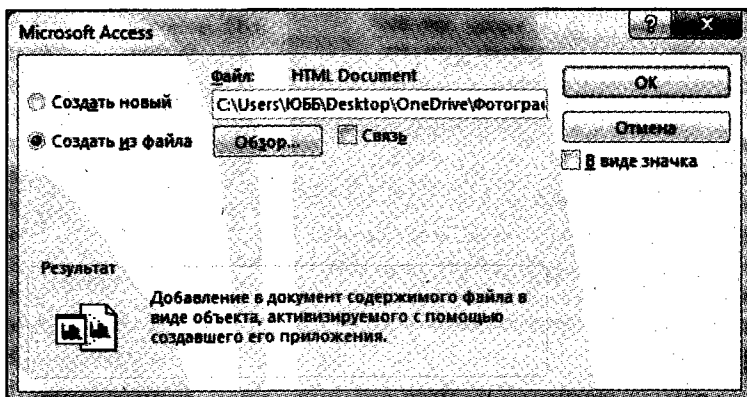 Microsoft Access
? X
Файл: HTML Document
Создать новый
C:\Users\ЮББ\Desktop\OneDrive\Фотограф
Создать из файла
Обзор...
Связь
OK
Отмена
В виде значка
Результат
Добавление в документ содержимого файла в
виде объекта, активизируемого с помощью
создавшего его приложения.